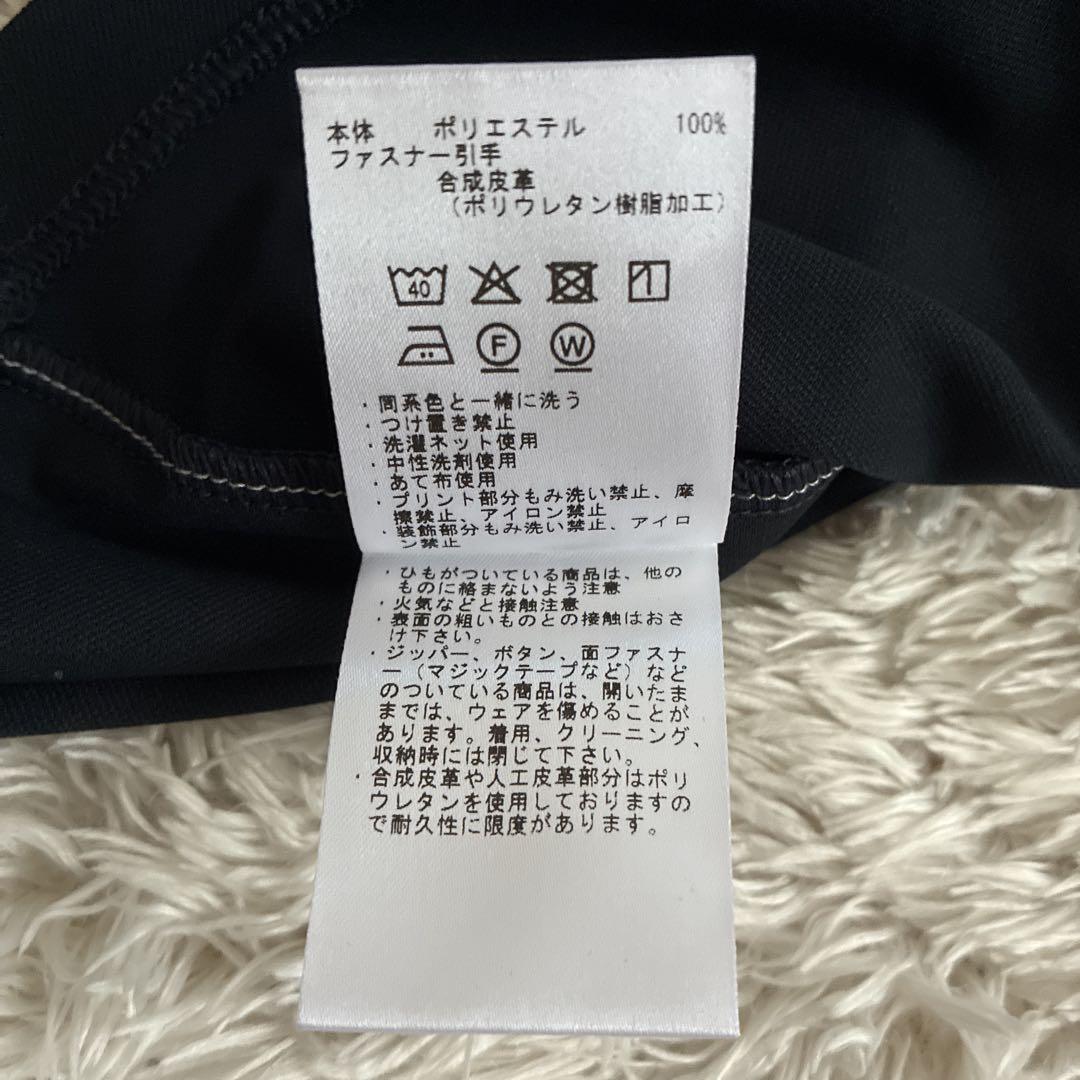 本体 ポリエステル 100%
ファスナー引手
合成皮革
(ポリウレタン樹脂加工)
40
F W
・同系色と一緒に洗う
・つけ置き禁止
・洗濯ネット使用
・中性洗剤使用
・あて布使用
・プリント部分もみ洗い禁止、摩
擦禁止、アイロン禁止
・装飾部分もみ洗い禁止、アイロ
ン禁止
・ひもがついている商品は、他の
ものに絡まないよう注意
・火気などと接触注意
・表面の粗いものとの接触はおさ
け下さい。
・ジッパー、ボタン、面ファスナ
ー(マジックテープなど)など
のついている商品は、開いたま
までは、ウェアを傷めることが
あります。着用、クリーニング、
収納時には閉じて下さい。
・合成皮革や人工皮革部分はポリ
ウレタンを使用しておりますの
で耐久性に限度があります。